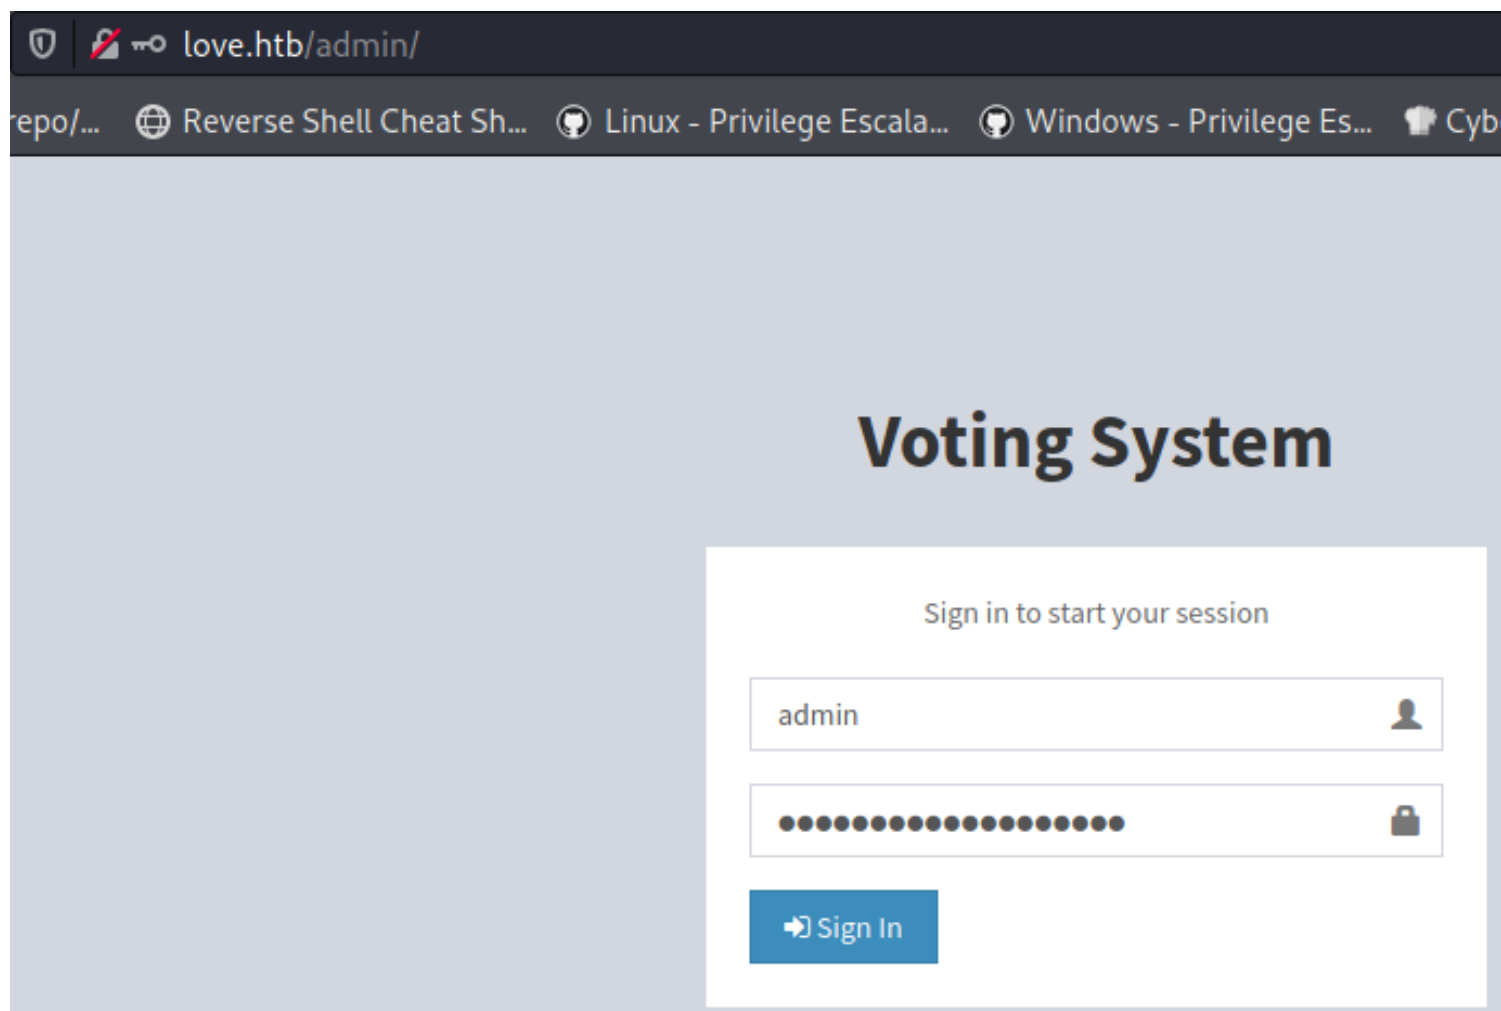 love.htb/admin/
repo/... Reverse Shell Cheat Sh... Linux - Privilege Escala... Windows - Privilege Es... Cyb
Voting System
Sign in to start your session
admin
●●●●●●●●●●●●●●●●●●●
Sign In